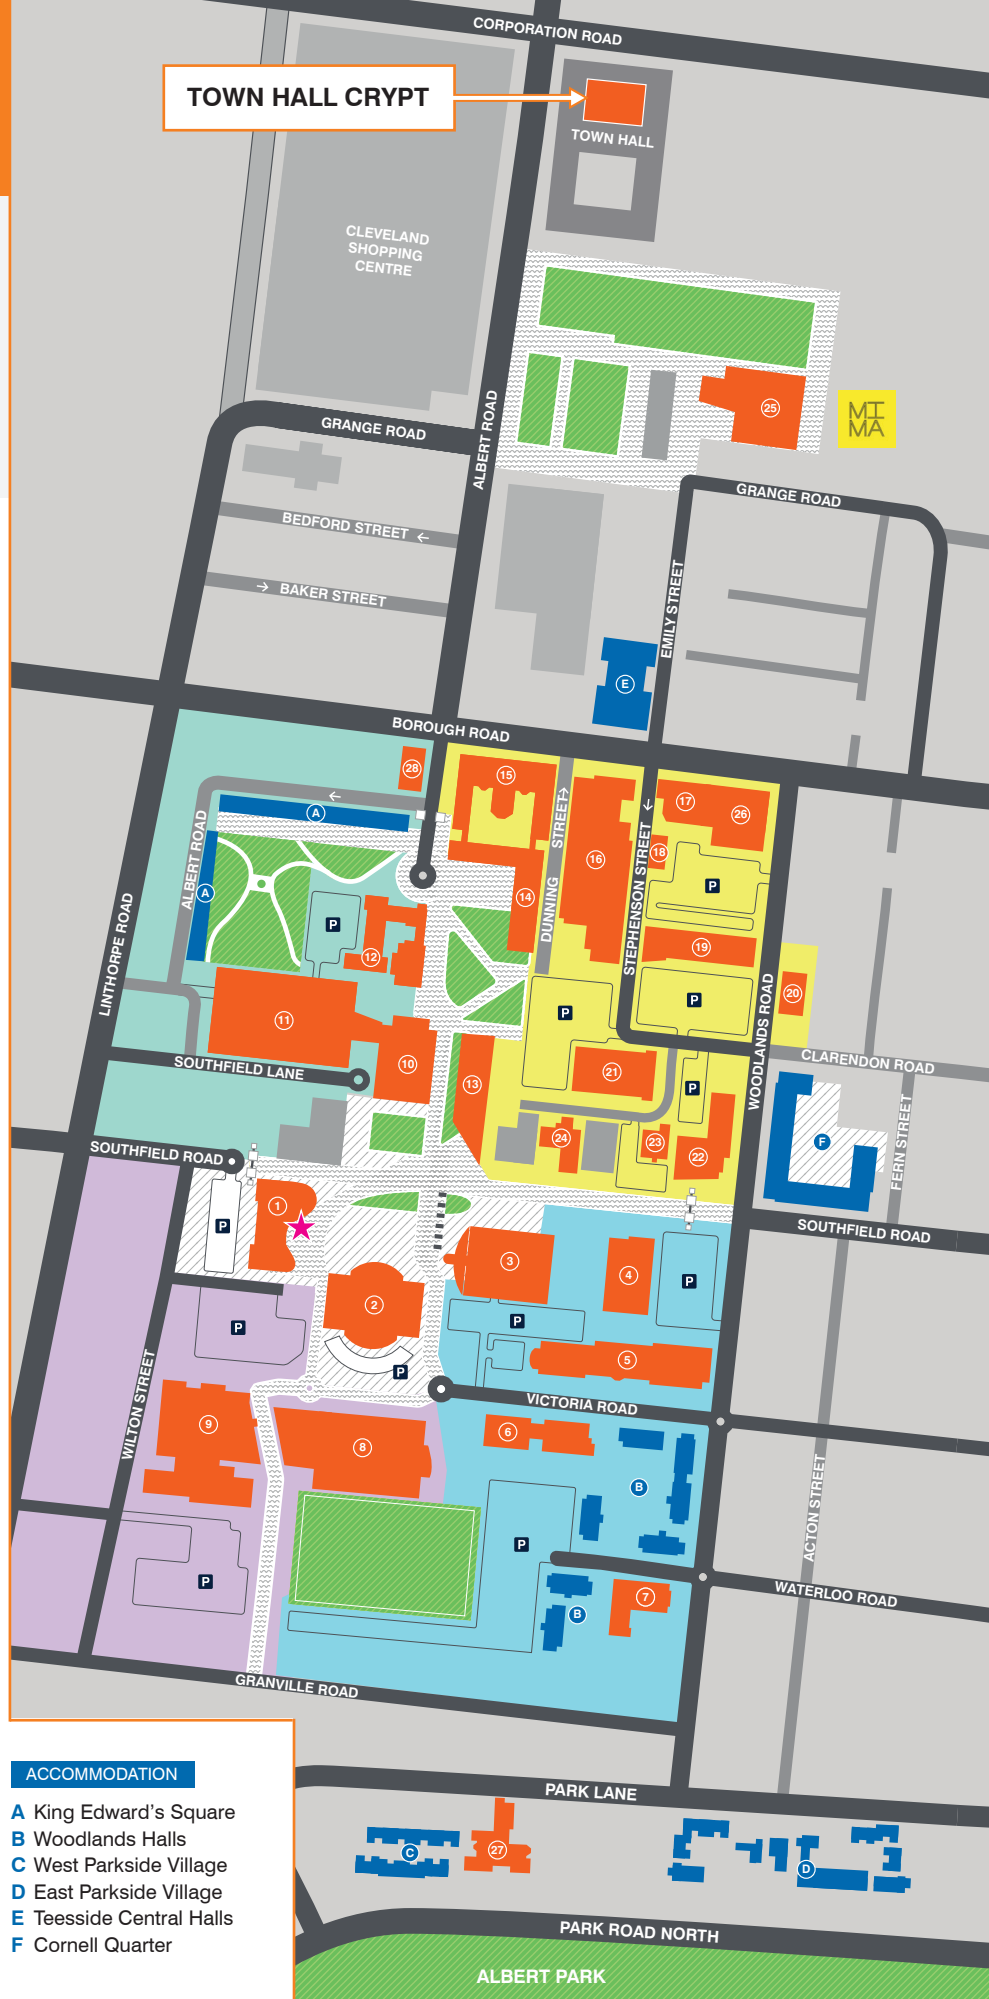 CORPORATION ROAD
TOWN HALL CRYPT
TOWN HALL
CLEVELAND
SHOPPING
CENTRE
ALBERT ROAD
25
MI
MA
GRANGE ROAD
GRANGE ROAD
BEDFORD STREET ←
→ BAKER STREET
EMILY STREET
E
BOROUGH ROAD
28
15
17
26
A
ALBERT ROAD
A
DUNNING STREET →
STEPHENSON STREET ←
16
18
P
14
P
12
19
LINTHORPE ROAD
11
P
P
20
WOODLANDS ROAD
10
SOUTHFIELD LANE
13
21
P
CLARENDON ROAD
24
23
22
F
FERN STREET
SOUTHFIELD ROAD
1
P
SOUTHFIELD ROAD
3
4
P
2
P
P
P
5
WILTON STREET
VICTORIA ROAD
9
8
6
B
ACTON STREET
P
P
B
7
WATERLOO ROAD
GRANVILLE ROAD
PARK LANE
C
27
D
PARK ROAD NORTH
ALBERT PARK
ACCOMMODATION
A King Edward's Square
B Woodlands Halls
C West Parkside Village
D East Parkside Village
E Teesside Central Halls
F Cornell Quarter